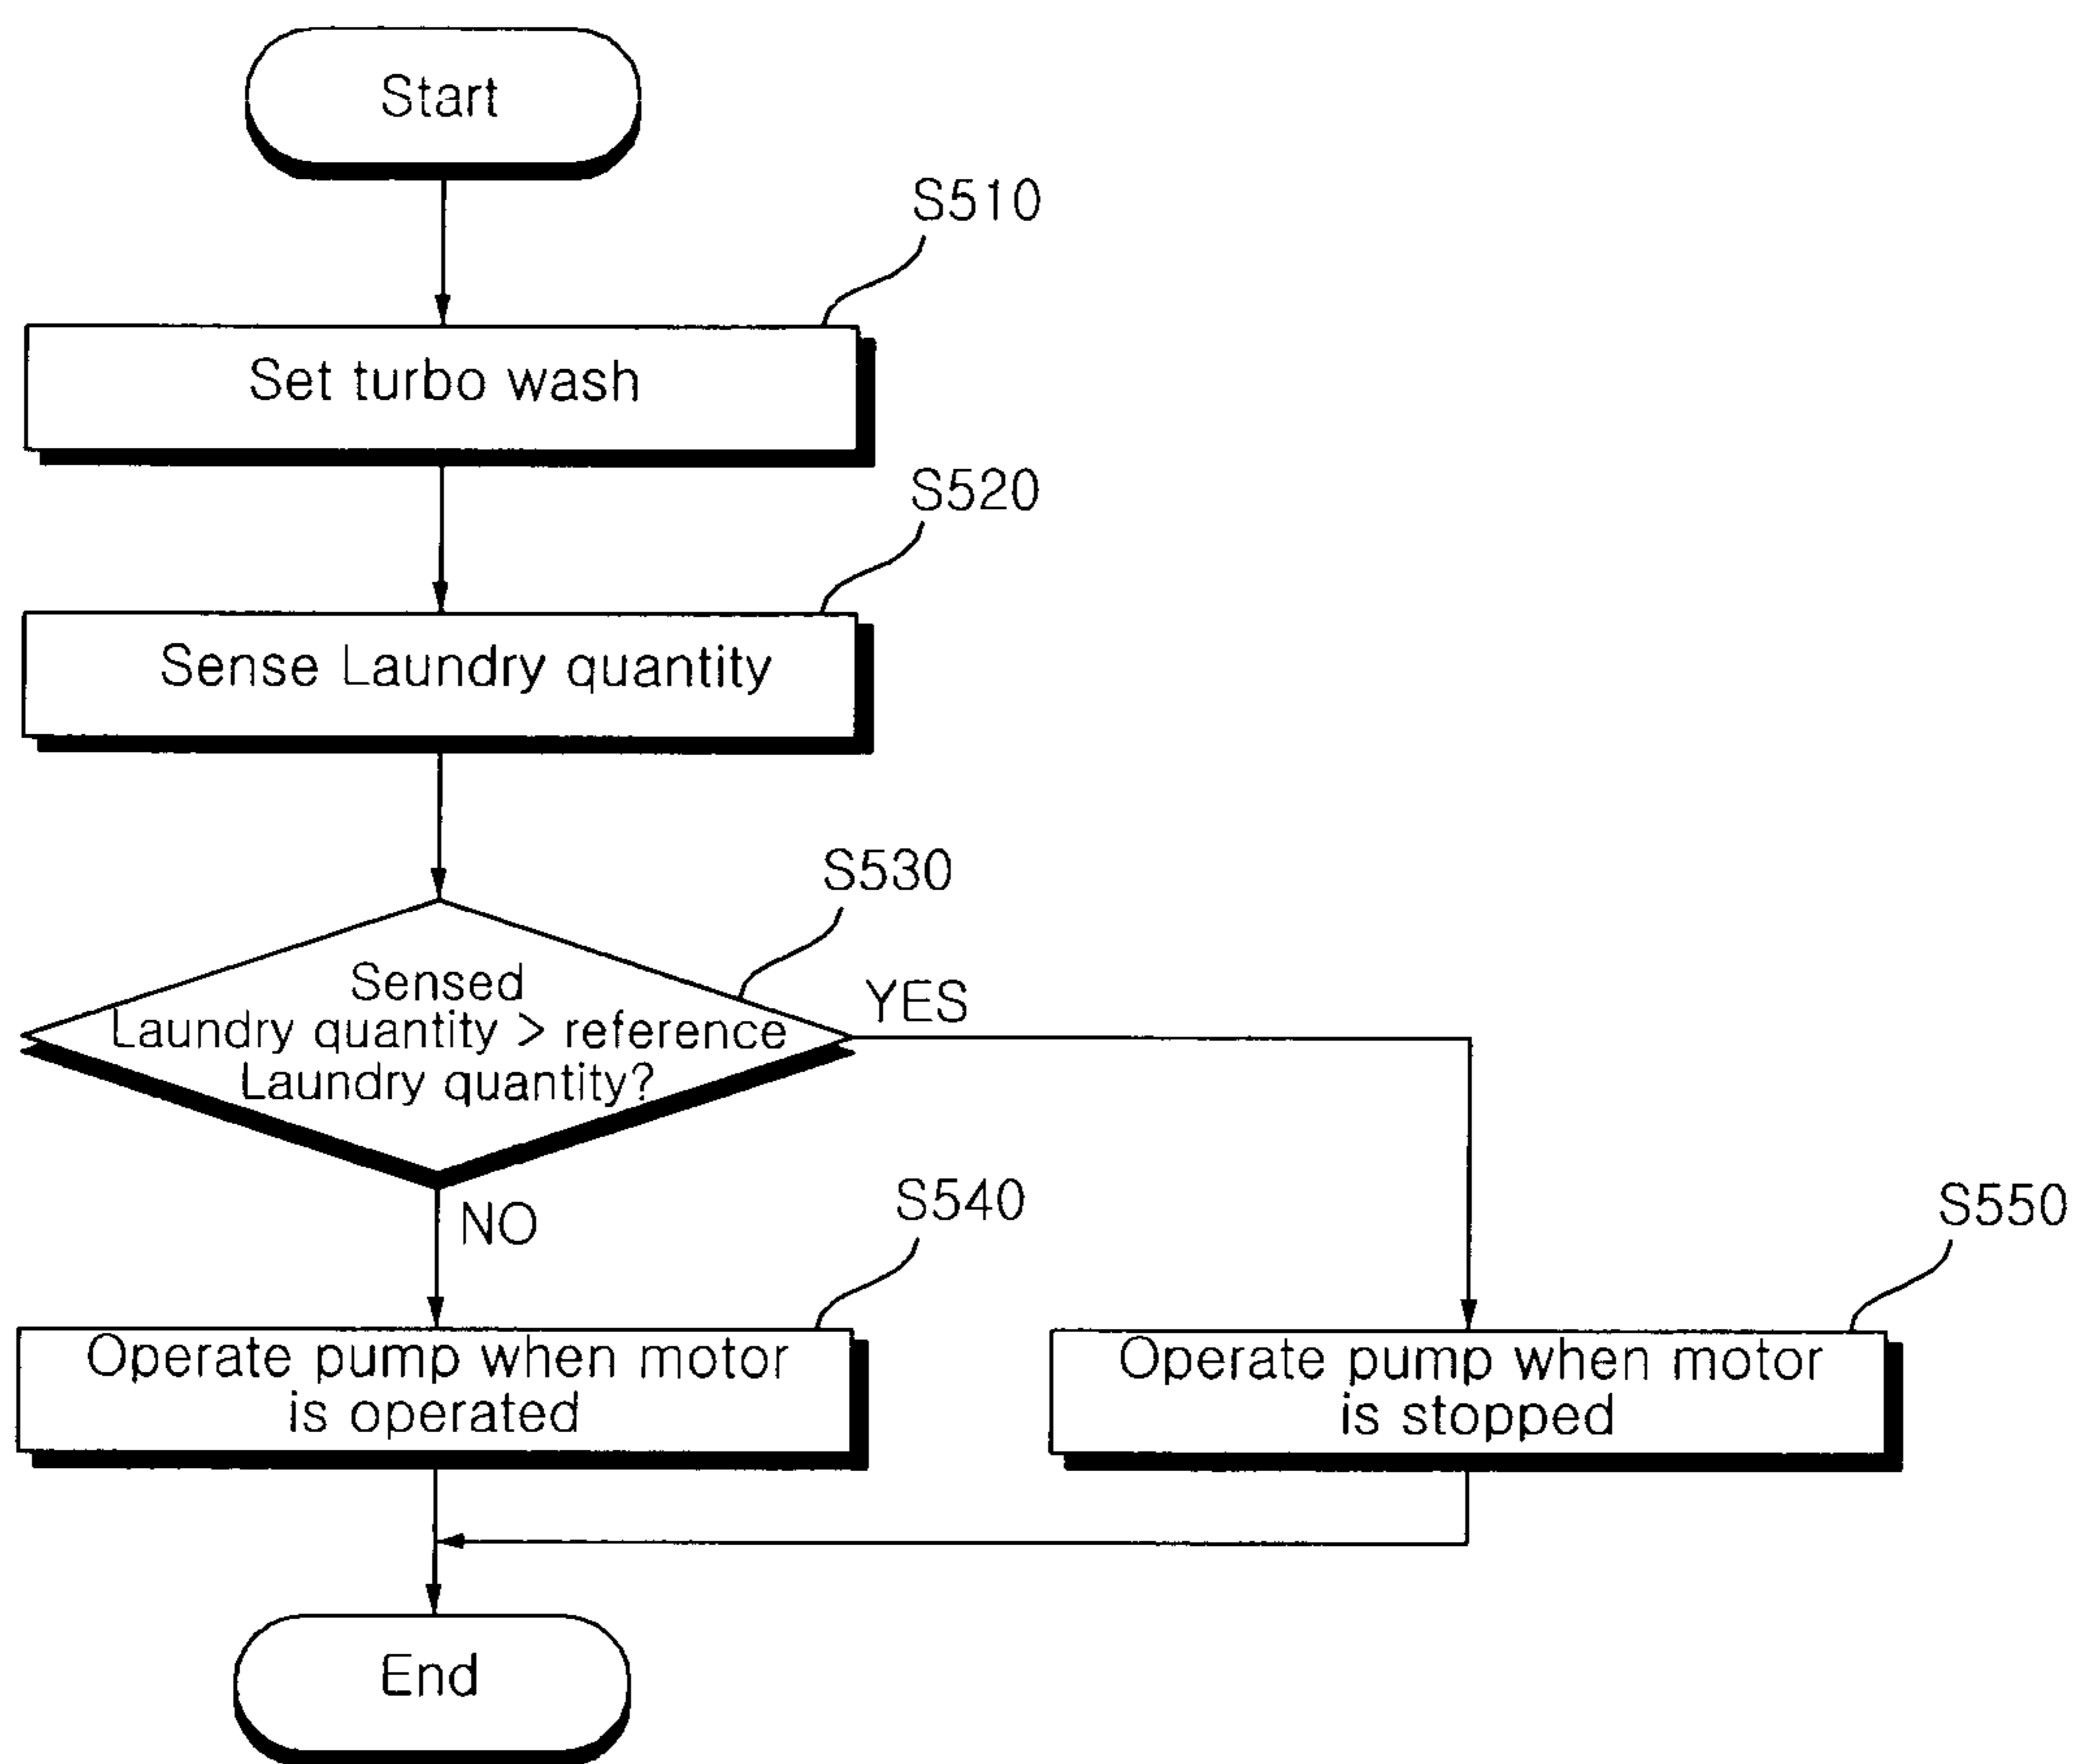 Start
S510
Set turbo wash
S520
Sense Laundry quantity
S530
Sensed
Laundry quantity > reference
Laundry quantity?
YES
NO
S540
Operate pump when motor
is operated
S550
Operate pump when motor
is stopped
End